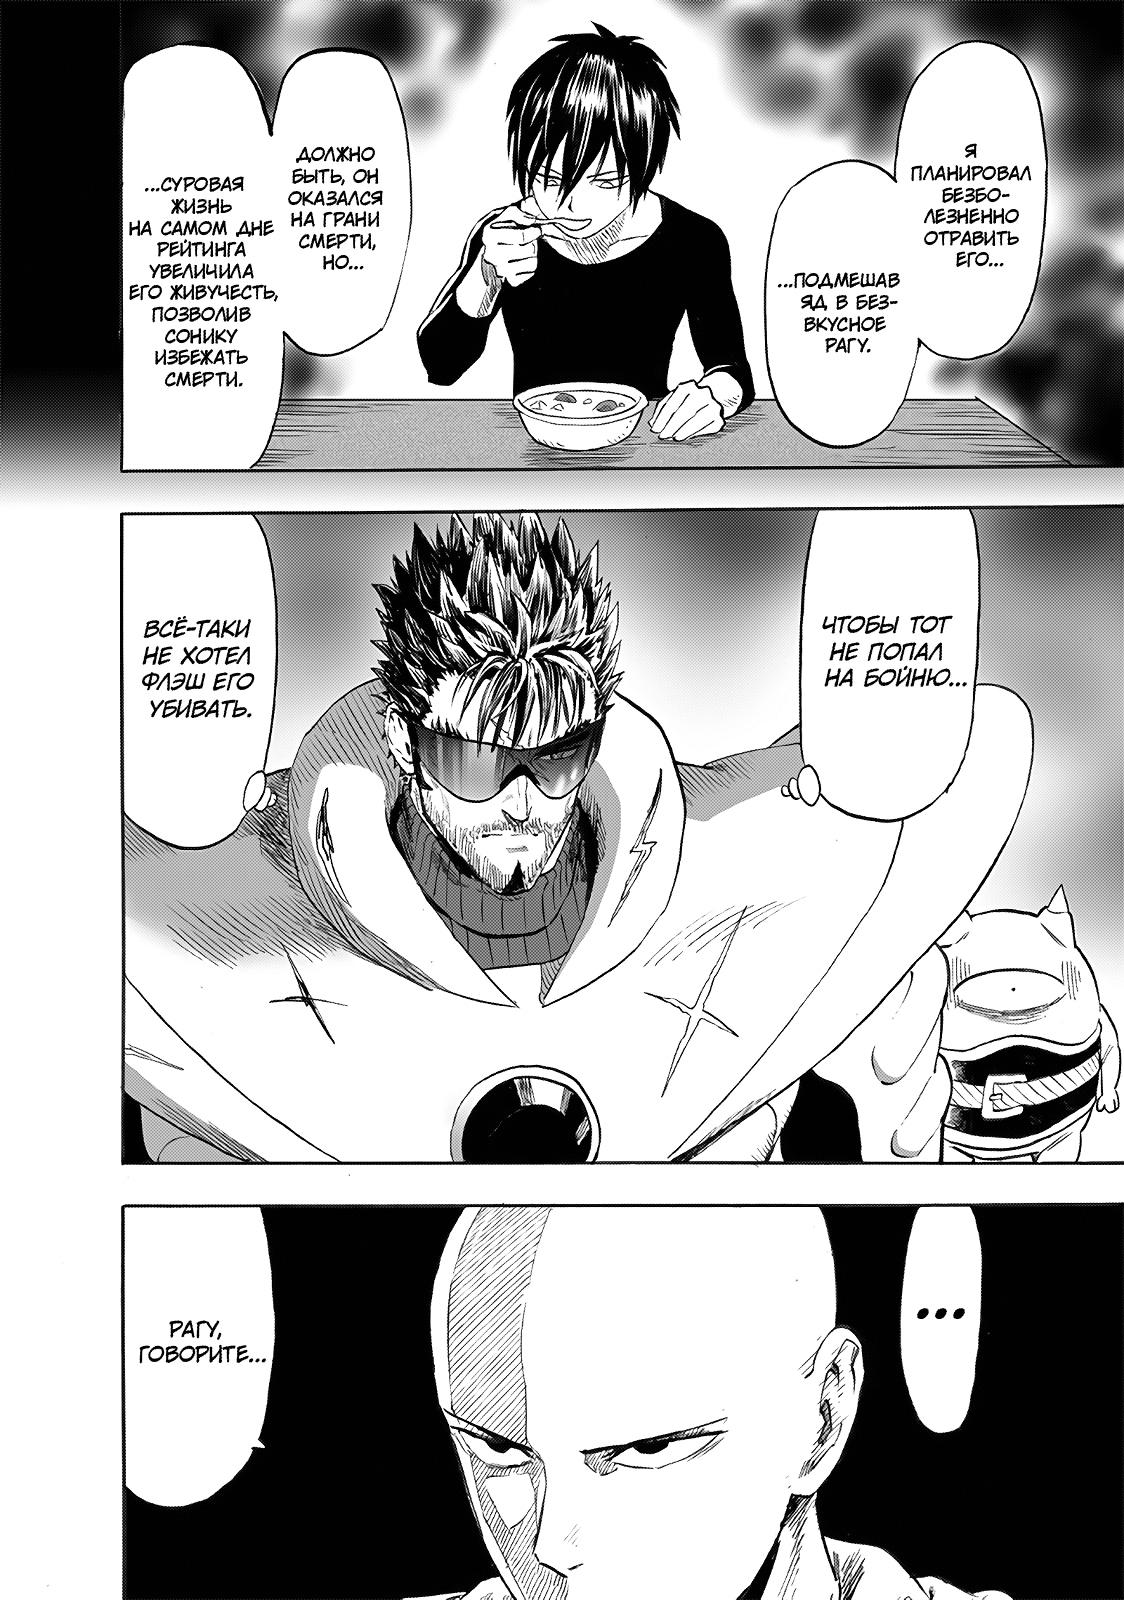 Я
ПЛАНИРОВАЛ
БЕЗБО-
ЛЕЗНЕННО
ОТРАВИТЬ
ЕГО...
...ПОДМЕШАВ
ЯД В БЕЗ-
ВКУСНОЕ
РАГУ.
ДОЛЖНО
БЫТЬ, ОН
ОКАЗАЛСЯ
НА ГРАНИ
СМЕРТИ,
НО...
...СУРОВАЯ
ЖИЗНЬ
НА САМОМ ДНЕ
РЕЙТИНГА
УВЕЛИЧИЛА
ЕГО ЖИВУЧЕСТЬ,
ПОЗВОЛИВ
СОНИКУ
ИЗБЕЖАТЬ
СМЕРТИ.
ЧТОБЫ ТОТ
НЕ ПОПАЛ
НА БОЙНЮ...
ВСЁ-ТАКИ
НЕ ХОТЕЛ
ФЛЭШ ЕГО
УБИВАТЬ.
...
РАГУ,
ГОВОРИТЕ...